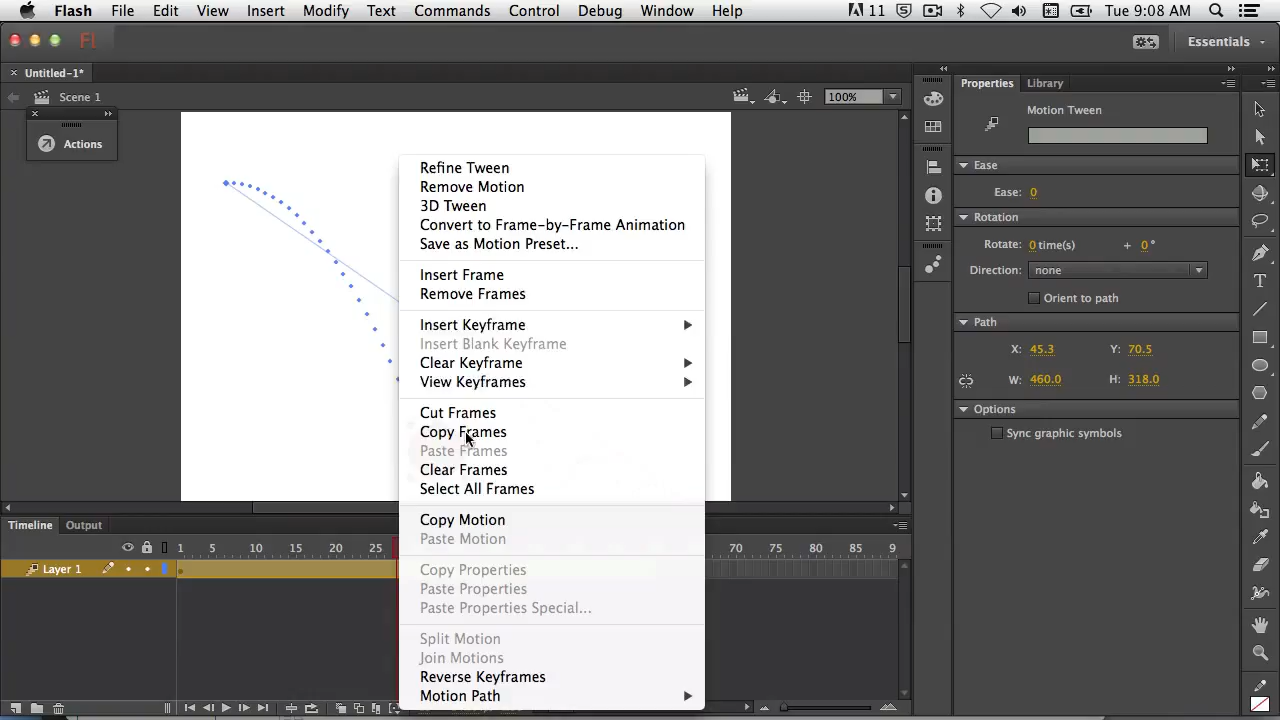 Flash File Edit View Insert Modify Text Commands Control Debug Window Help 11 Tue 9:08 AM
Fl Essentials
Untitled-1*
Properties Library
Scene 1 100%
Motion Tween
Actions
Refine Tween
Remove Motion
3D Tween
Convert to Frame-by-Frame Animation
Save as Motion Preset...
Insert Frame
Remove Frames
Insert Keyframe
Insert Blank Keyframe
Clear Keyframe
View Keyframes
Cut Frames
Copy Frames
Paste Frames
Clear Frames
Select All Frames
Copy Motion
Paste Motion
Copy Properties
Paste Properties
Paste Properties Special...
Split Motion
Join Motions
Reverse Keyframes
Motion Path
Ease
Ease: 0
Rotation
Rotate: 0 time(s) + 0 °
Direction: none
Orient to path
Path
X: 45.3 Y: 70.5
W: 460.0 H: 318.0
Options
Sync graphic symbols
Timeline Output
1 5 10 15 20 25 70 75 80 85 9
Layer 1